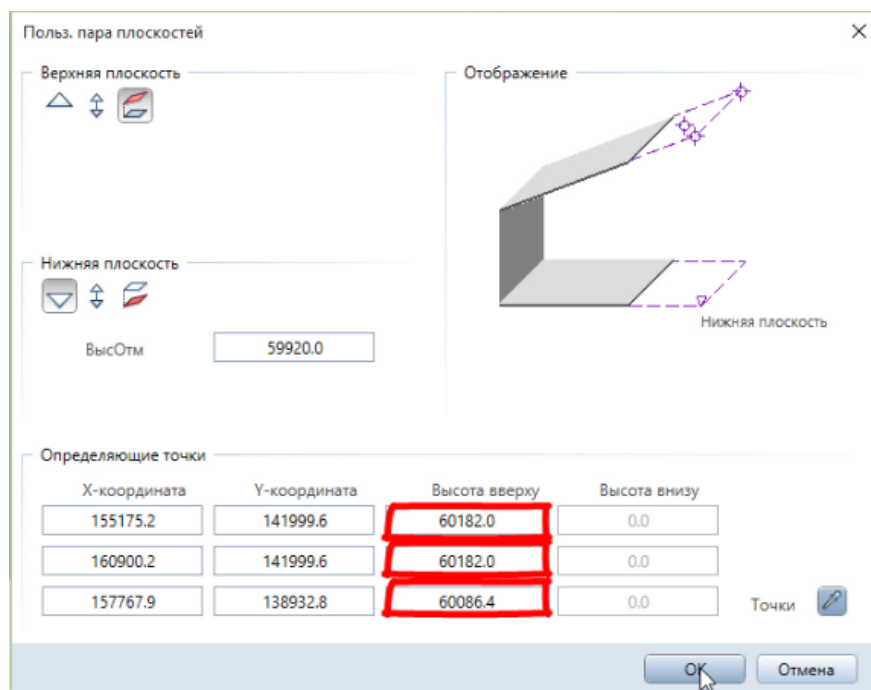 Польз. пара плоскостей
Верхняя плоскость
Отображение
Нижняя плоскость
ВысОтм 59920.0
Нижняя плоскость
Определяющие точки
X-координата Y-координата Высота вверху Высота внизу
155175.2 141999.6 60182.0 0.0
160900.2 141999.6 60182.0 0.0
157767.9 138932.8 60086.4 0.0
Точки
OK Отмена